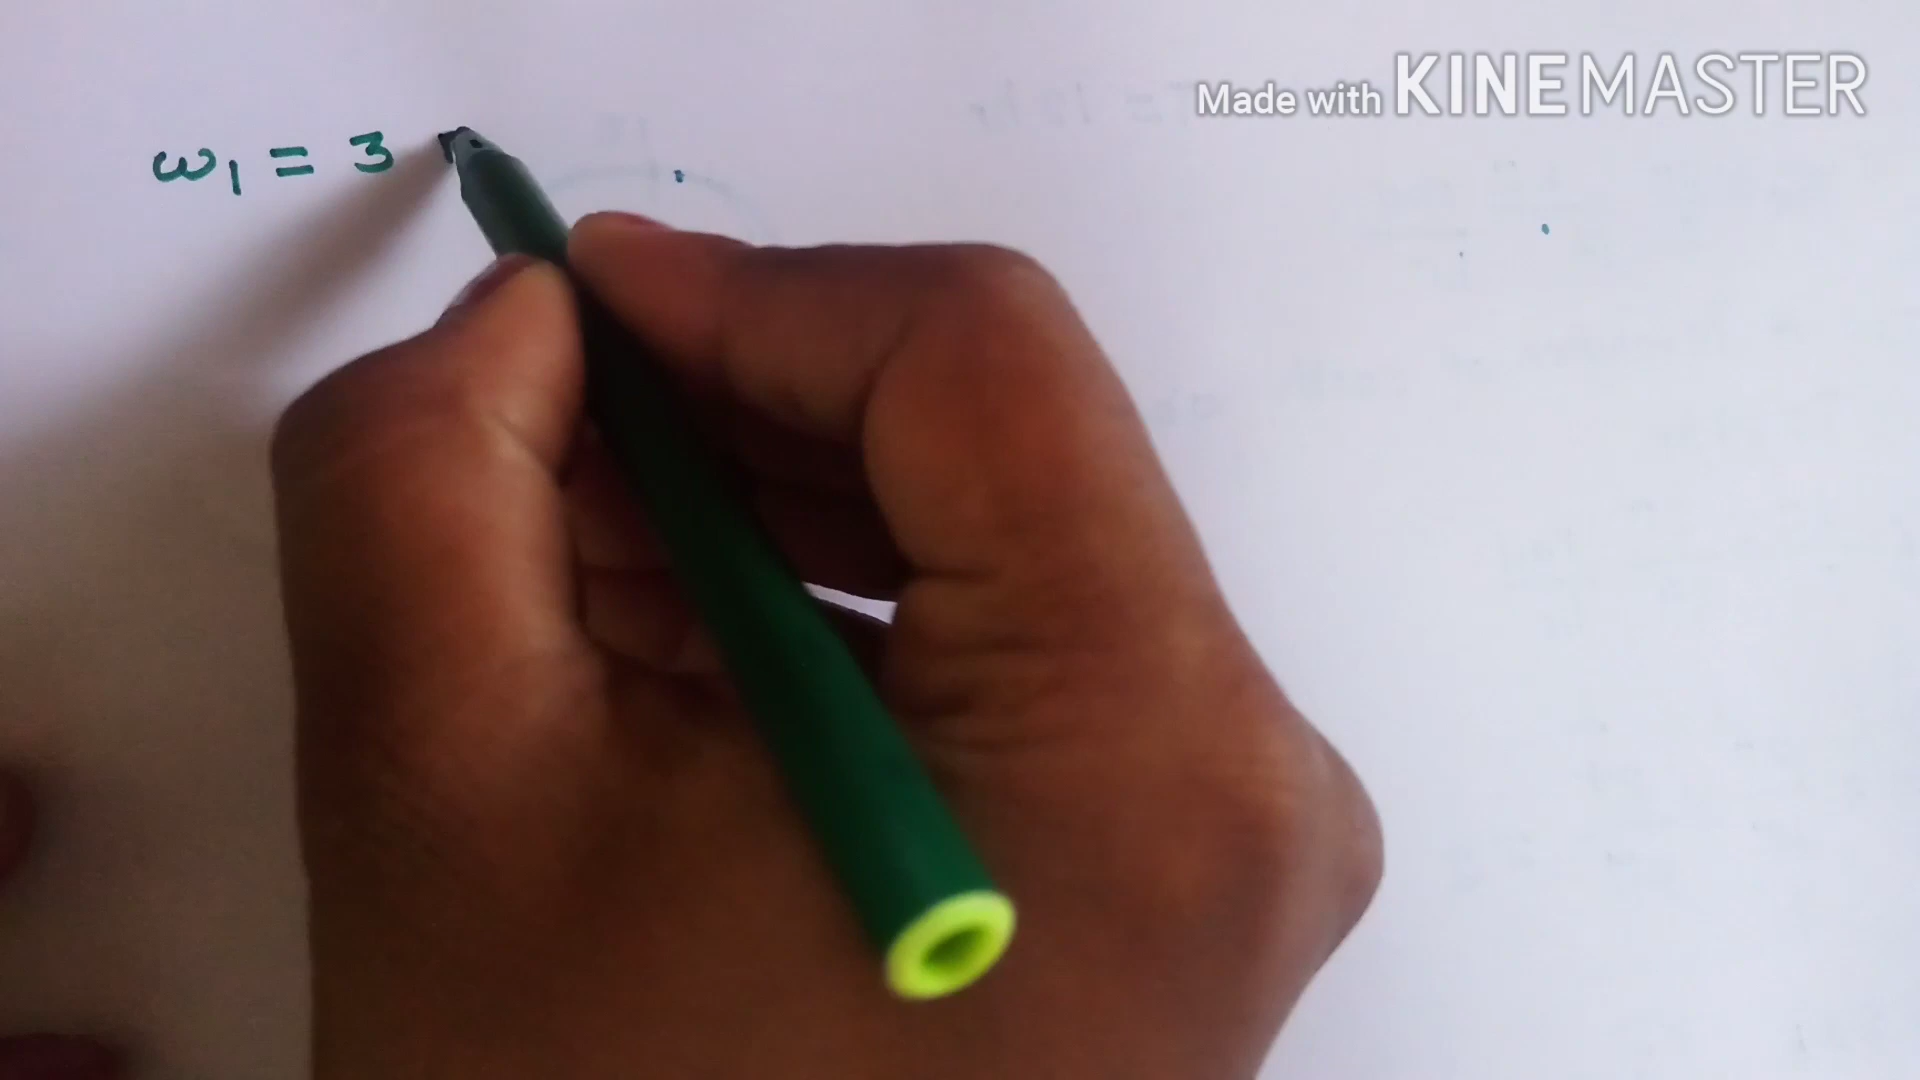 Made with KINEMASTER
ω₁ = 3